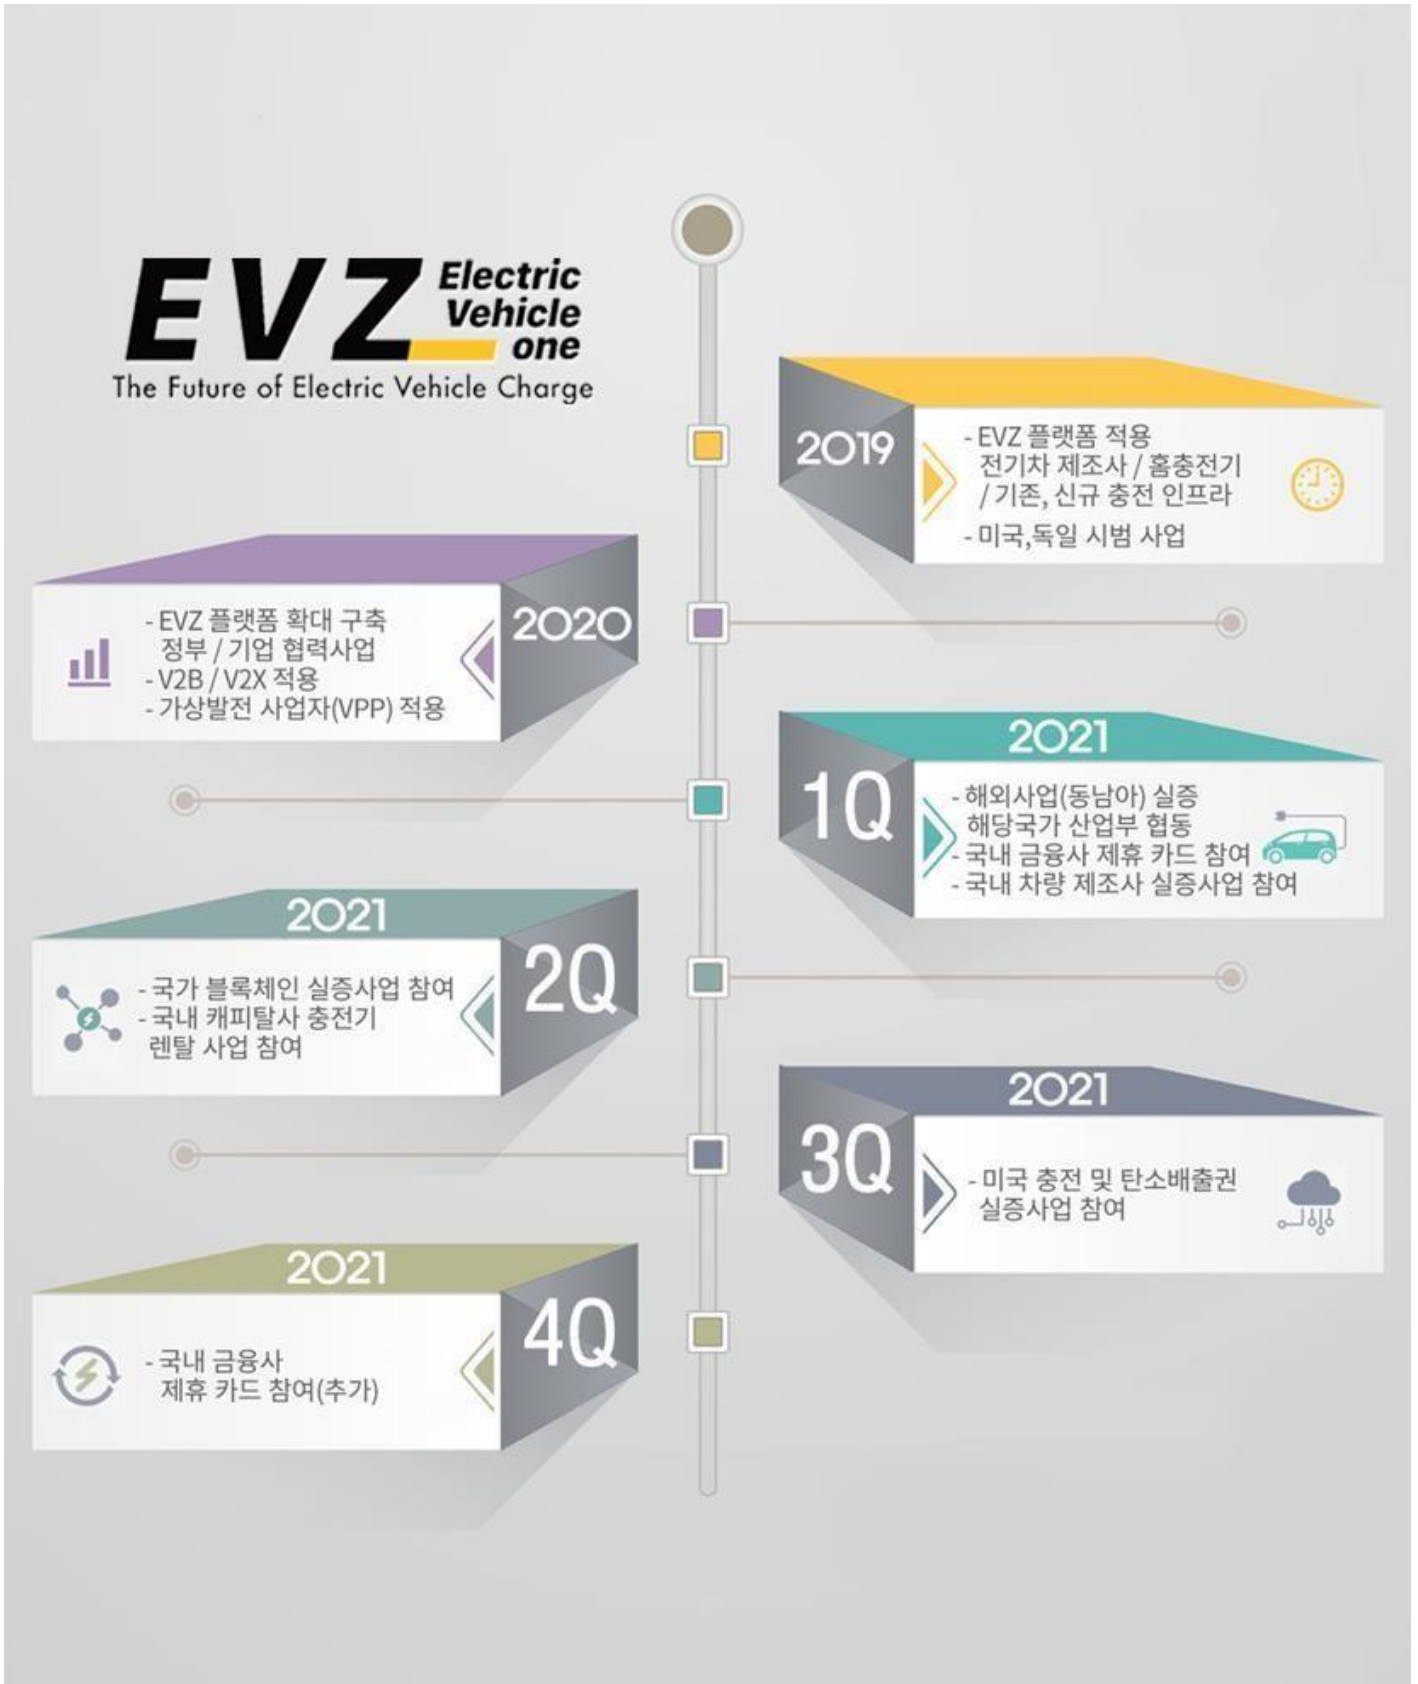 EVZ Electric
Vehicle
one
The Future of Electric Vehicle Charge
2019
- EVZ 플랫폼 적용
전기차 제조사 / 홈충전기
/ 기존, 신규 충전 인프라
- 미국,독일 시범 사업
2020
- EVZ 플랫폼 확대 구축
정부 / 기업 협력사업
- V2B / V2X 적용
- 가상발전 사업자(VPP) 적용
2021
1Q
- 해외사업(동남아) 실증
해당국가 산업부 협동
- 국내 금융사 제휴 카드 참여
- 국내 차량 제조사 실증사업 참여
2021
2Q
- 국가 블록체인 실증사업 참여
- 국내 캐피탈사 충전기
렌탈 사업 참여
2021
3Q
- 미국 충전 및 탄소배출권
실증사업 참여
2021
4Q
- 국내 금융사
제휴 카드 참여(추가)